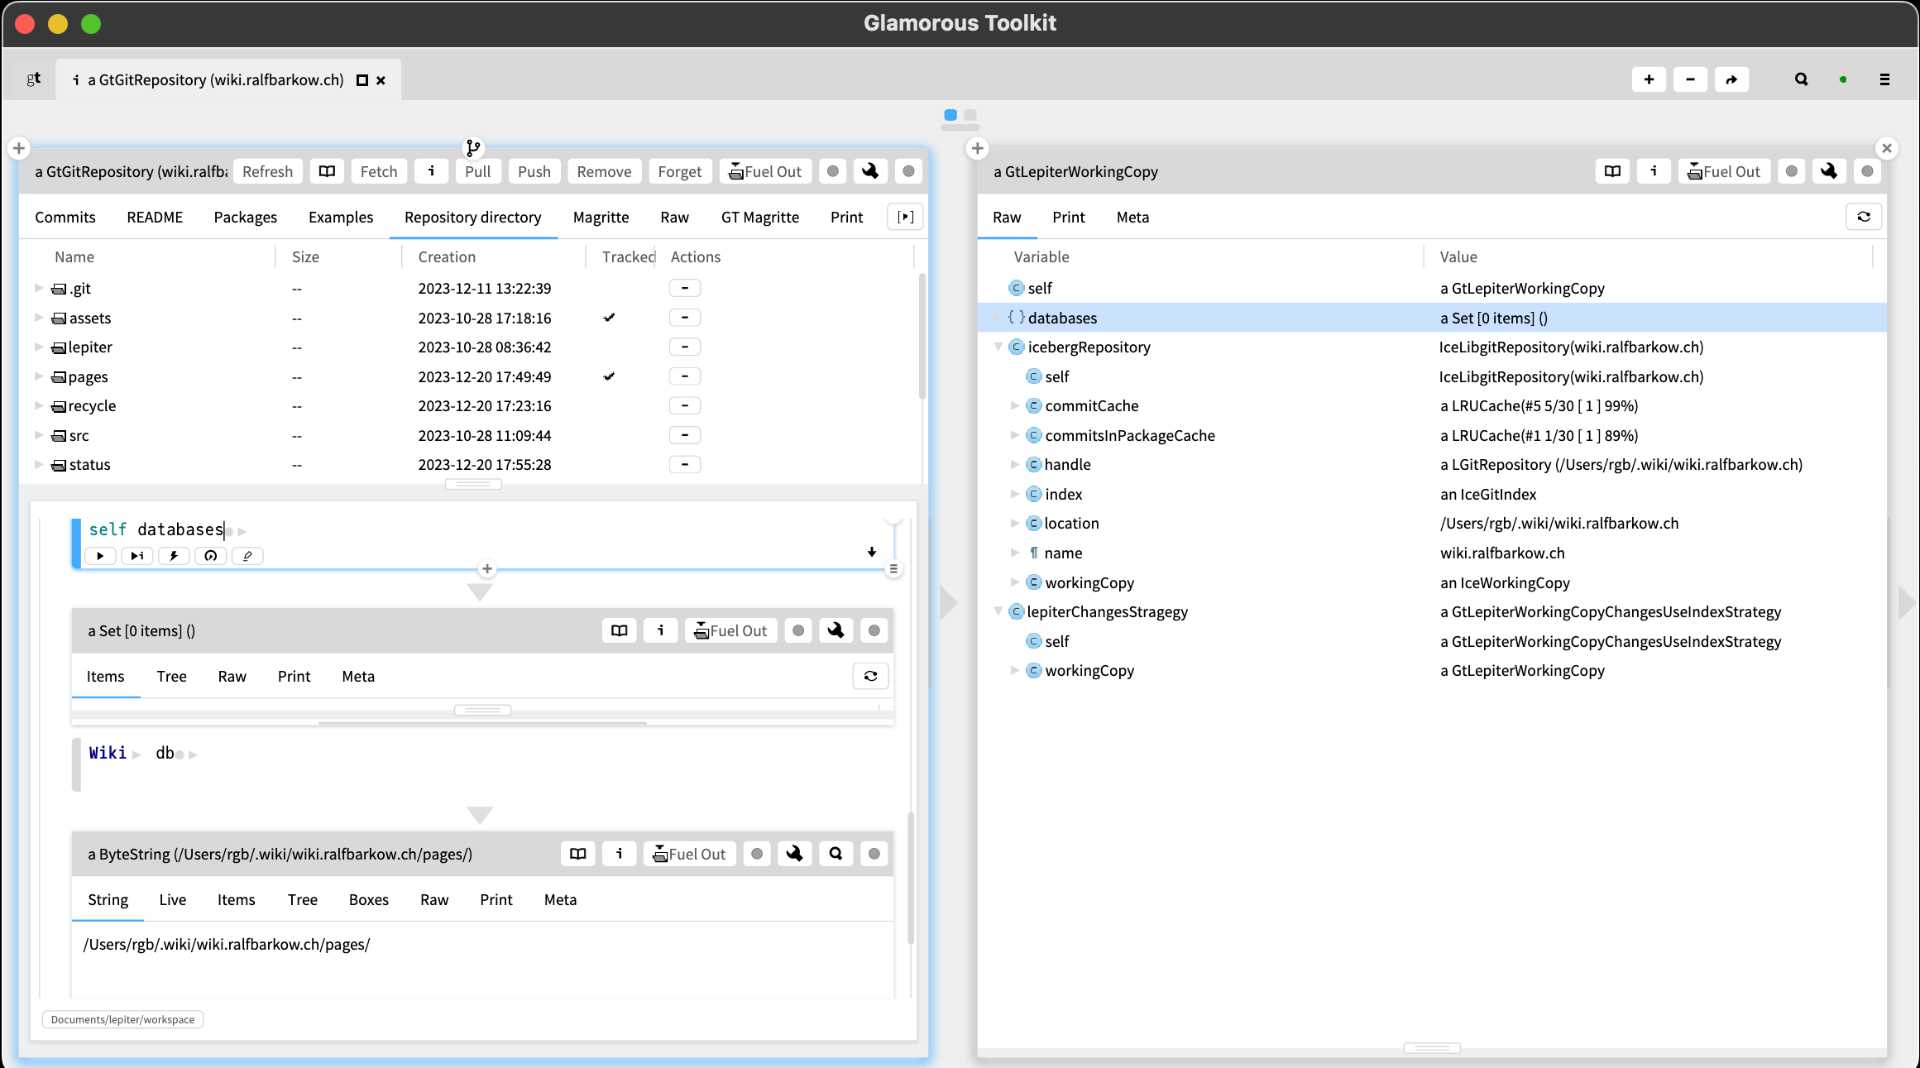 Glamorous Toolkit
gt
i a GtGitRepository (wiki.ralfbarkow.ch)
a GtGitRepository (wiki.ralfb
Refresh
Fetch
i
Pull
Push
Remove
Forget
Fuel Out
Commits README Packages Examples Repository directory Magritte Raw GT Magritte Print
Name Size Creation Tracked Actions
.git -- 2023-12-11 13:22:39
assets -- 2023-10-28 17:18:16
lepiter -- 2023-10-28 08:36:42
pages -- 2023-12-20 17:49:49
recycle -- 2023-12-20 17:23:16
src -- 2023-10-28 11:09:44
status -- 2023-12-20 17:55:28
self databases
i
a Set [0 items] ()
i
Fuel Out
Items Tree Raw Print Meta
Wiki db
a ByteString (/Users/rgb/.wiki/wiki.ralfbarkow.ch/pages/)
i
Fuel Out
String Live Items Tree Boxes Raw Print Meta
/Users/rgb/.wiki/wiki.ralfbarkow.ch/pages/
Documents/lepiter/workspace
a GtLepiterWorkingCopy
i
Fuel Out
Raw Print Meta
Variable Value
C self a GtLepiterWorkingCopy
{ } databases a Set [0 items] ()
C icebergRepository IceLibgitRepository(wiki.ralfbarkow.ch)
C self IceLibgitRepository(wiki.ralfbarkow.ch)
C commitCache a LRUCache(#5 5/30 [ 1 ] 99%)
C commitsInPackageCache a LRUCache(#1 1/30 [ 1 ] 89%)
C handle a LGitRepository (/Users/rgb/.wiki/wiki.ralfbarkow.ch)
C index an IceGitIndex
C location /Users/rgb/.wiki/wiki.ralfbarkow.ch
¶ name wiki.ralfbarkow.ch
C workingCopy an IceWorkingCopy
C lepiterChangesStragegy a GtLepiterWorkingCopyChangesUseIndexStrategy
C self a GtLepiterWorkingCopyChangesUseIndexStrategy
C workingCopy a GtLepiterWorkingCopy